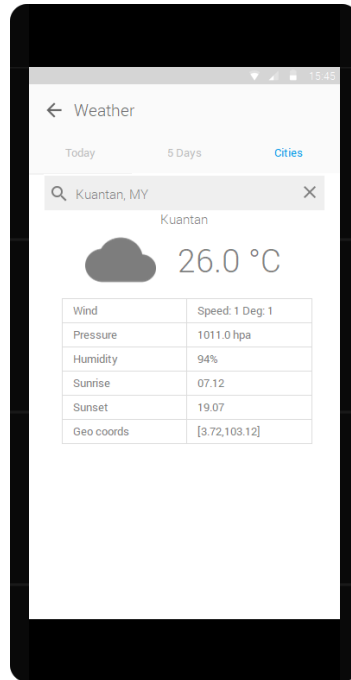 15:45
Weather
Today 5 Days Cities
Kuantan, MY
Kuantan
26.0 °C
Wind Speed: 1 Deg: 1
Pressure 1011.0 hpa
Humidity 94%
Sunrise 07.12
Sunset 19.07
Geo coords [3.72,103.12]